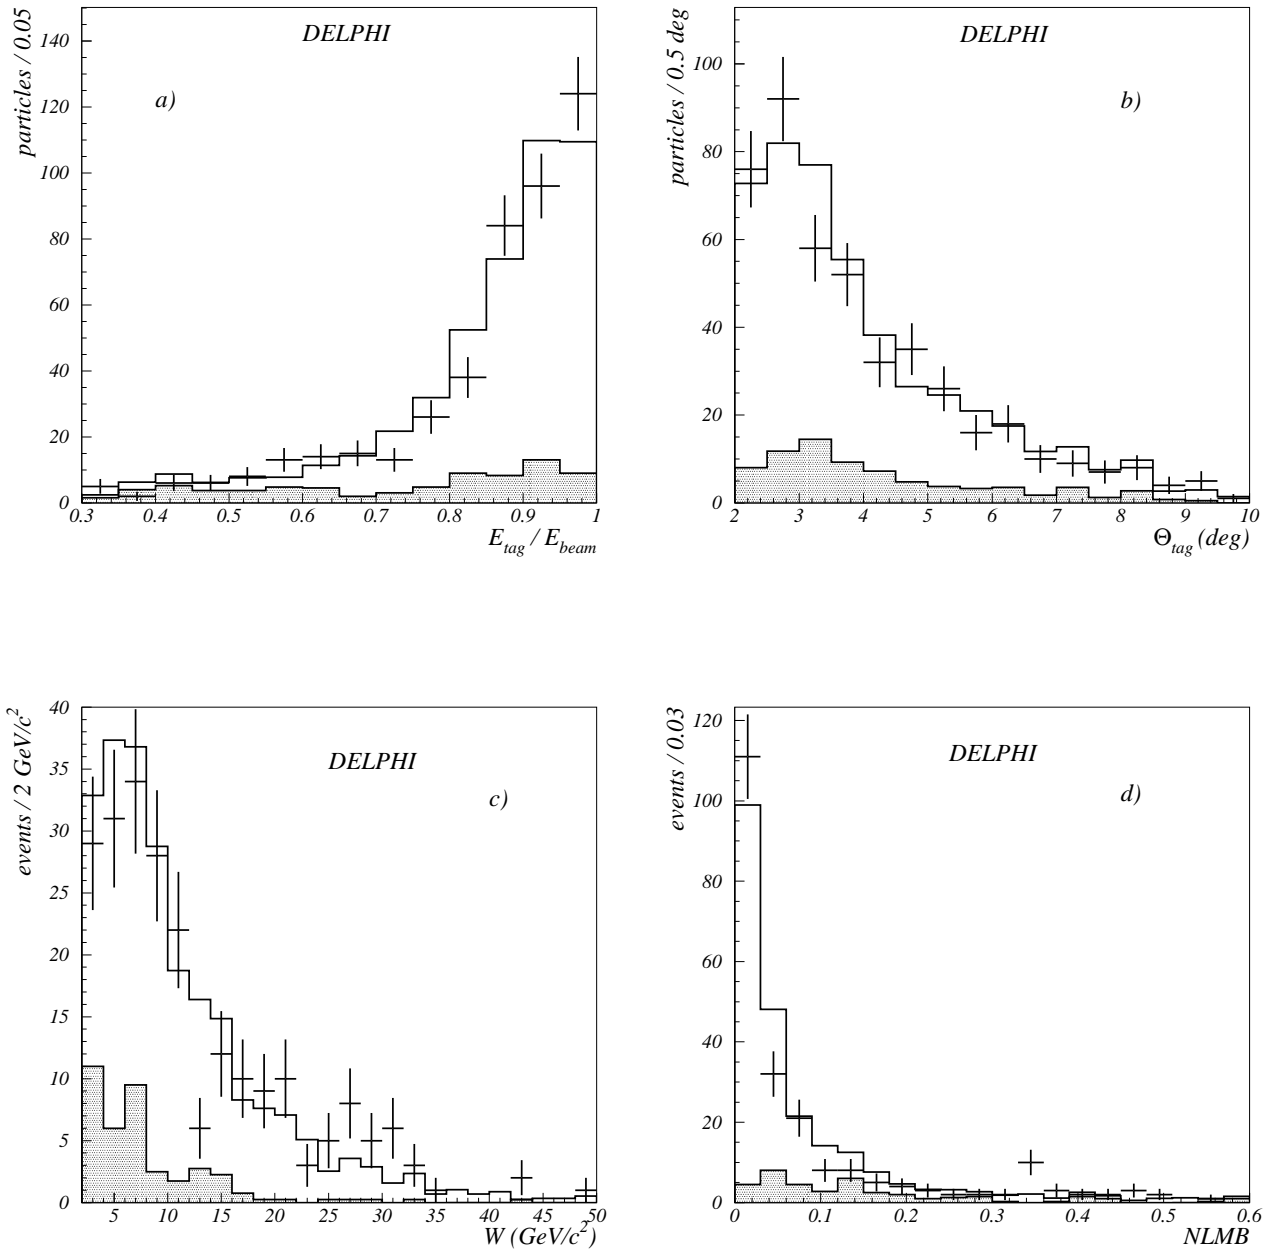 particles / 0.05
DELPHI
a)
140
120
100
80
60
40
20
0
0.3 0.4 0.5 0.6 0.7 0.8 0.9 1
E_tag / E_beam
particles / 0.5 deg
DELPHI
b)
100
80
60
40
20
0
2 3 4 5 6 7 8 9 10
Θ_tag (deg)
events / 2 GeV/c²
DELPHI
c)
40
35
30
25
20
15
10
5
0
5 10 15 20 25 30 35 40 45 50
W (GeV/c²)
events / 0.03
DELPHI
d)
120
100
80
60
40
20
0
0 0.1 0.2 0.3 0.4 0.5 0.6
NLMB